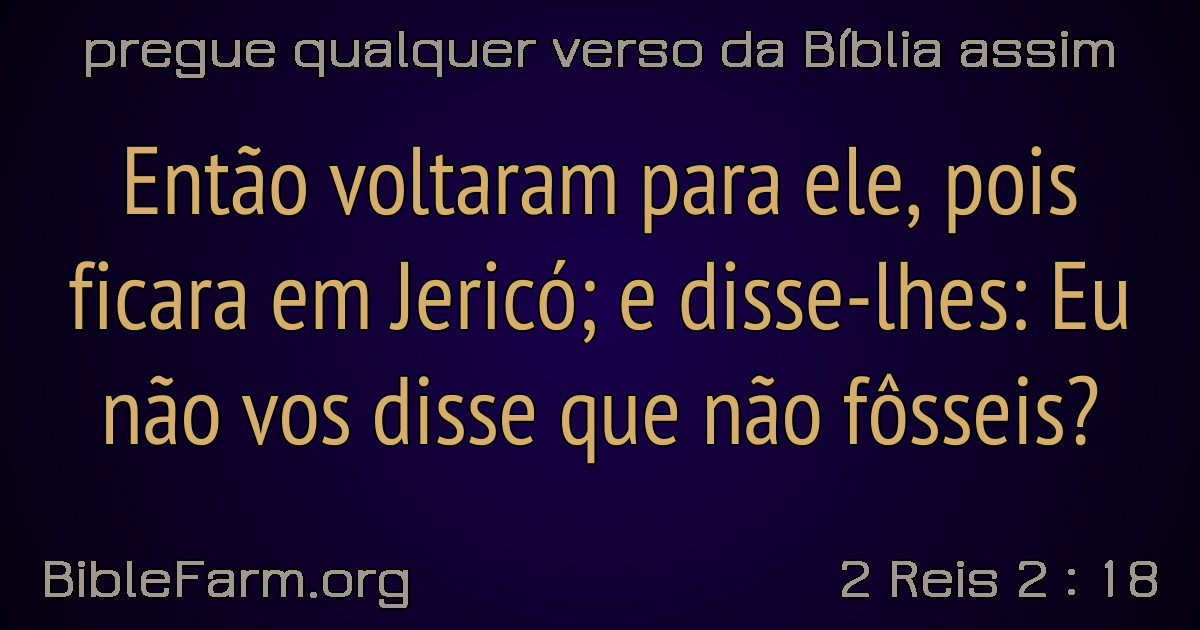 pregue qualquer verso da Bíblia assim
Então voltaram para ele, pois
ficara em Jericó; e disse-lhes: Eu
não vos disse que não fôsseis?
BibleFarm.org
2 Reis 2 : 18